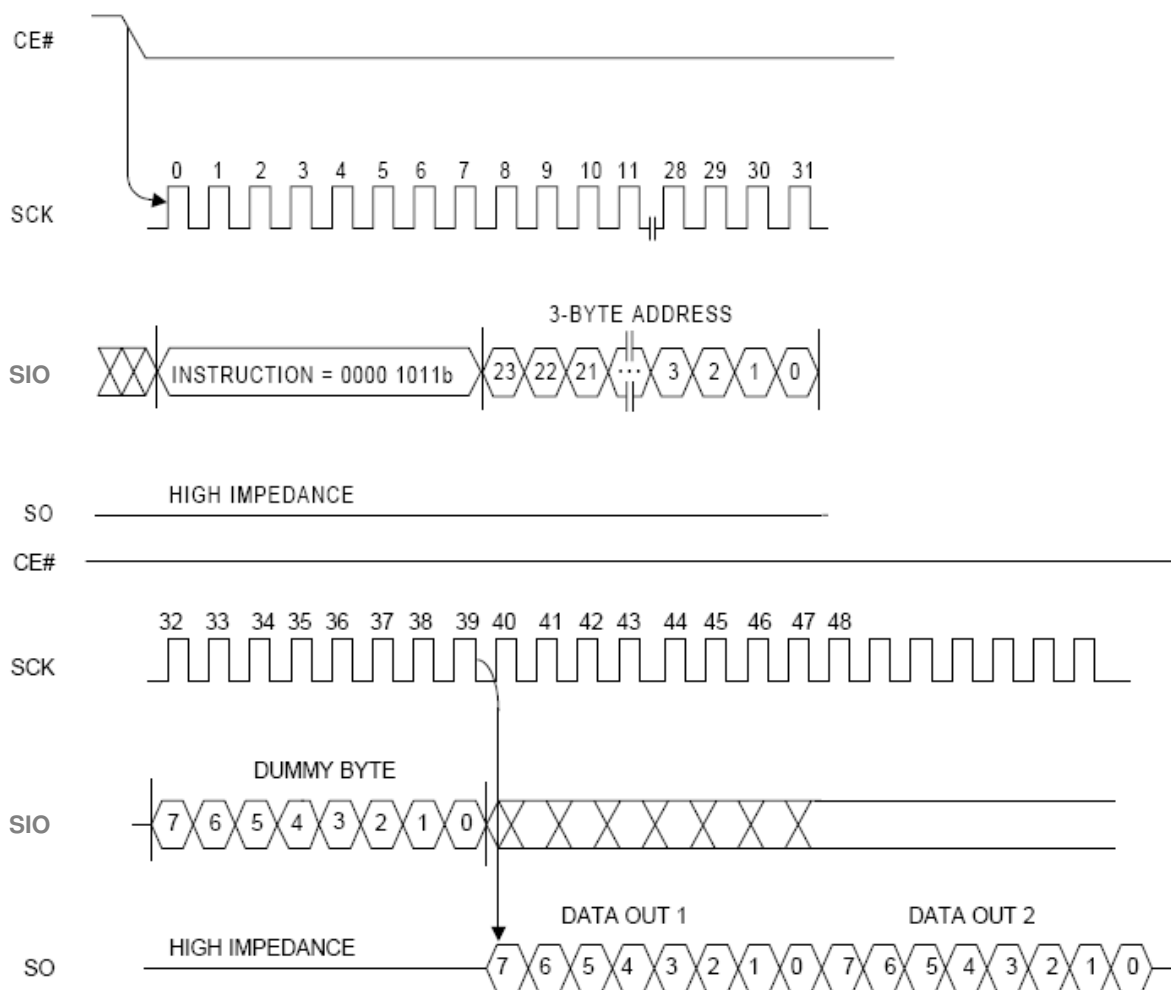 CE#
0 1 2 3 4 5 6 7 8 9 10 11 28 29 30 31
SCK
3-BYTE ADDRESS
SIO INSTRUCTION = 0000 1011b 23 22 21 ... 3 2 1 0
HIGH IMPEDANCE
SO
CE#
32 33 34 35 36 37 38 39 40 41 42 43 44 45 46 47 48
SCK
DUMMY BYTE
SIO 7 6 5 4 3 2 1 0
DATA OUT 1 DATA OUT 2
HIGH IMPEDANCE
SO 7 6 5 4 3 2 1 0 7 6 5 4 3 2 1 0